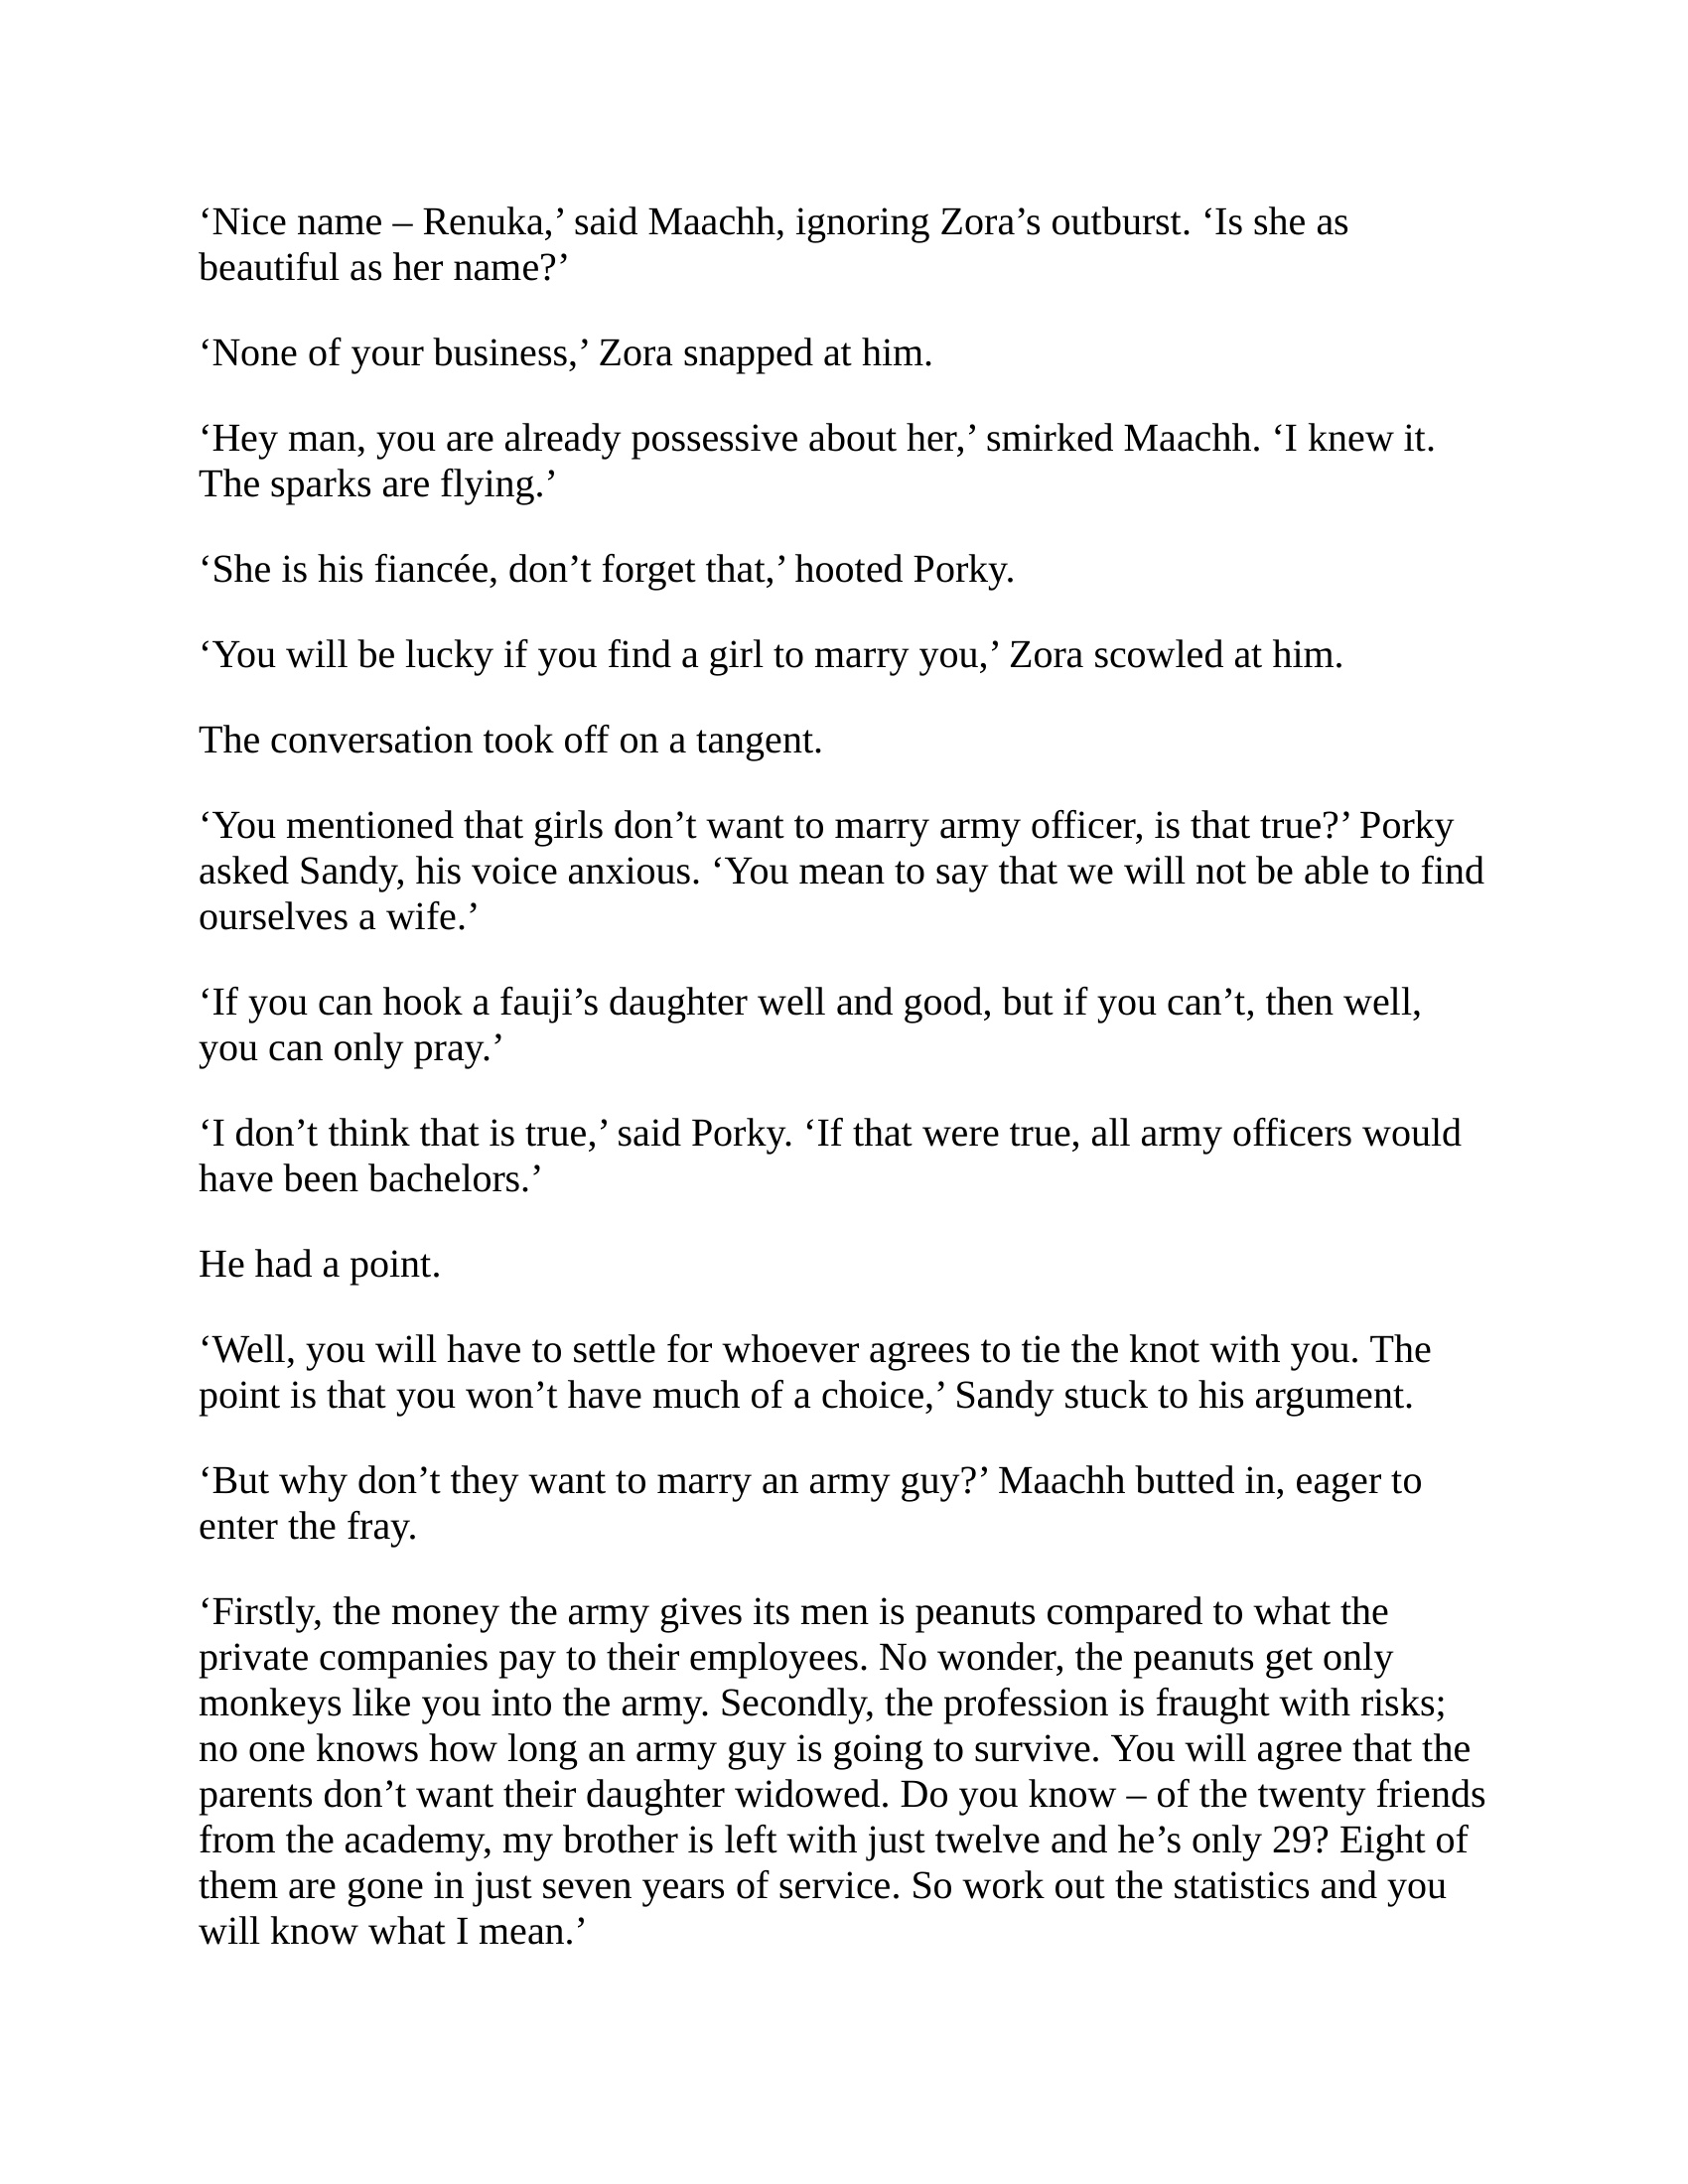 ‘Nice name – Renuka,’ said Maachh, ignoring Zora’s outburst. ‘Is she as
beautiful as her name?’
‘None of your business,’ Zora snapped at him.
‘Hey man, you are already possessive about her,’ smirked Maachh. ‘I knew it.
The sparks are flying.’
‘She is his fiancée, don’t forget that,’ hooted Porky.
‘You will be lucky if you find a girl to marry you,’ Zora scowled at him.
The conversation took off on a tangent.
‘You mentioned that girls don’t want to marry army officer, is that true?’ Porky
asked Sandy, his voice anxious. ‘You mean to say that we will not be able to find
ourselves a wife.’
‘If you can hook a fauji’s daughter well and good, but if you can’t, then well,
you can only pray.’
‘I don’t think that is true,’ said Porky. ‘If that were true, all army officers would
have been bachelors.’
He had a point.
‘Well, you will have to settle for whoever agrees to tie the knot with you. The
point is that you won’t have much of a choice,’ Sandy stuck to his argument.
‘But why don’t they want to marry an army guy?’ Maachh butted in, eager to
enter the fray.
‘Firstly, the money the army gives its men is peanuts compared to what the
private companies pay to their employees. No wonder, the peanuts get only
monkeys like you into the army. Secondly, the profession is fraught with risks;
no one knows how long an army guy is going to survive. You will agree that the
parents don’t want their daughter widowed. Do you know – of the twenty friends
from the academy, my brother is left with just twelve and he’s only 29? Eight of
them are gone in just seven years of service. So work out the statistics and you
will know what I mean.’